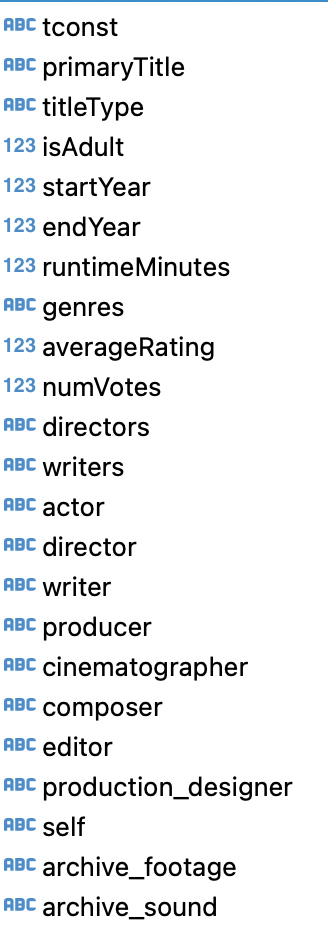 ABC tconst
ABC primaryTitle
ABC titleType
123 isAdult
123 startYear
123 endYear
123 runtimeMinutes
ABC genres
123 averageRating
123 numVotes
ABC directors
ABC writers
ABC actor
ABC director
ABC writer
ABC producer
ABC cinematographer
ABC composer
ABC editor
ABC production_designer
ABC self
ABC archive_footage
ABC archive_sound